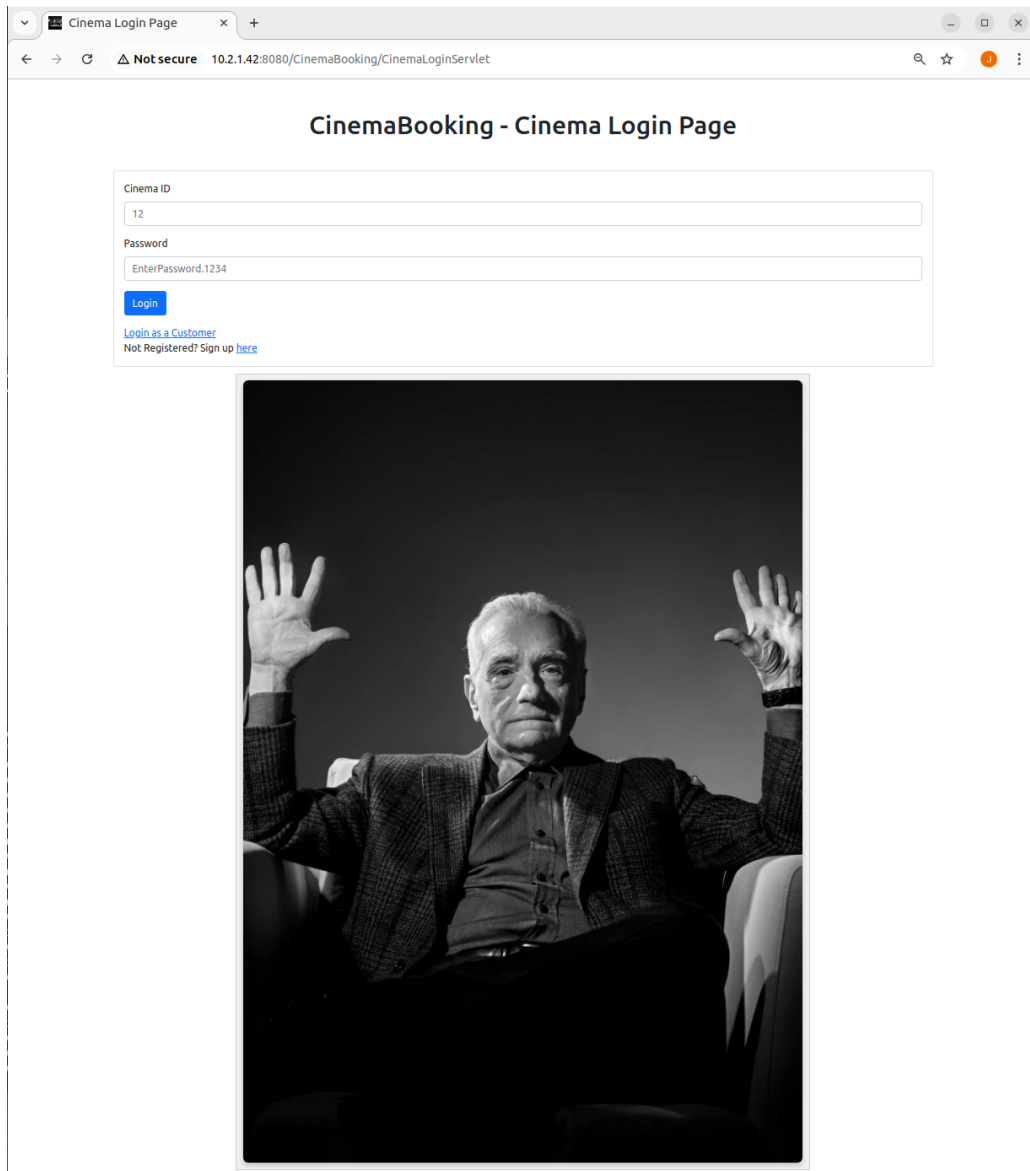 Cinema Login Page
Not secure 10.2.1.42:8080/CinemaBooking/CinemaLoginServlet
J
CinemaBooking - Cinema Login Page
Cinema ID
12
Password
EnterPassword.1234
Login
Login as a Customer
Not Registered? Sign up here